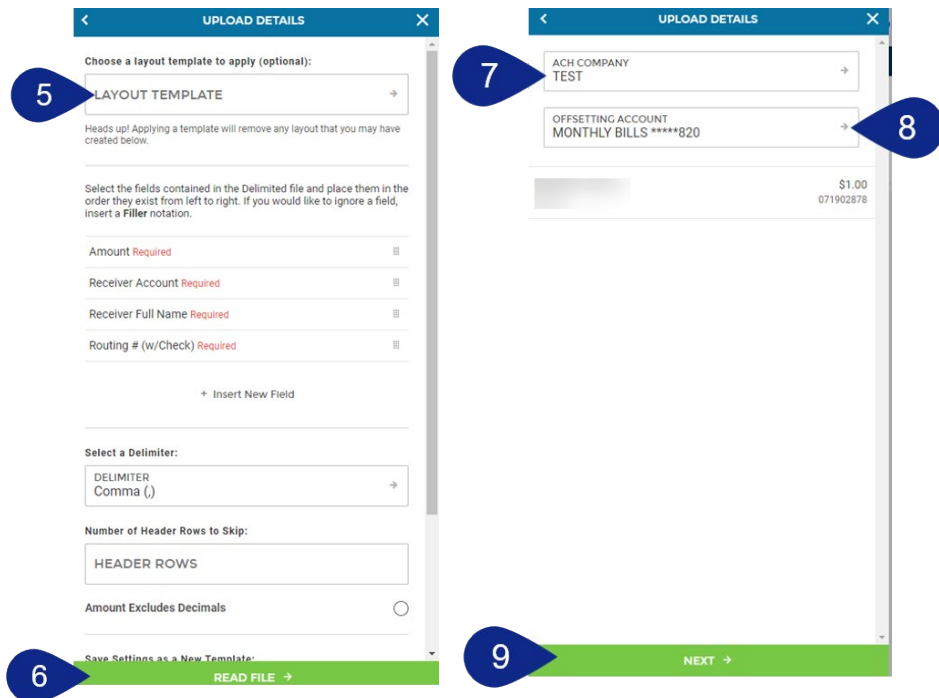 UPLOAD DETAILS
Choose a layout template to apply (optional):
5
LAYOUT TEMPLATE
Heads up! Applying a template will remove any layout that you may have
created below.
Select the fields contained in the Delimited file and place them in the
order they exist from left to right. If you would like to ignore a field,
insert a Filler notation.
Amount Required
Receiver Account Required
Receiver Full Name Required
Routing # (w/Check) Required
+ Insert New Field
Select a Delimiter:
DELIMITER
Comma (,)
Number of Header Rows to Skip:
HEADER ROWS
Amount Excludes Decimals
Save Settings as a New Template:
6
READ FILE →
UPLOAD DETAILS
7
ACH COMPANY
TEST
OFFSETTING ACCOUNT
MONTHLY BILLS *****820
8
$1.00
071902878
9
NEXT →